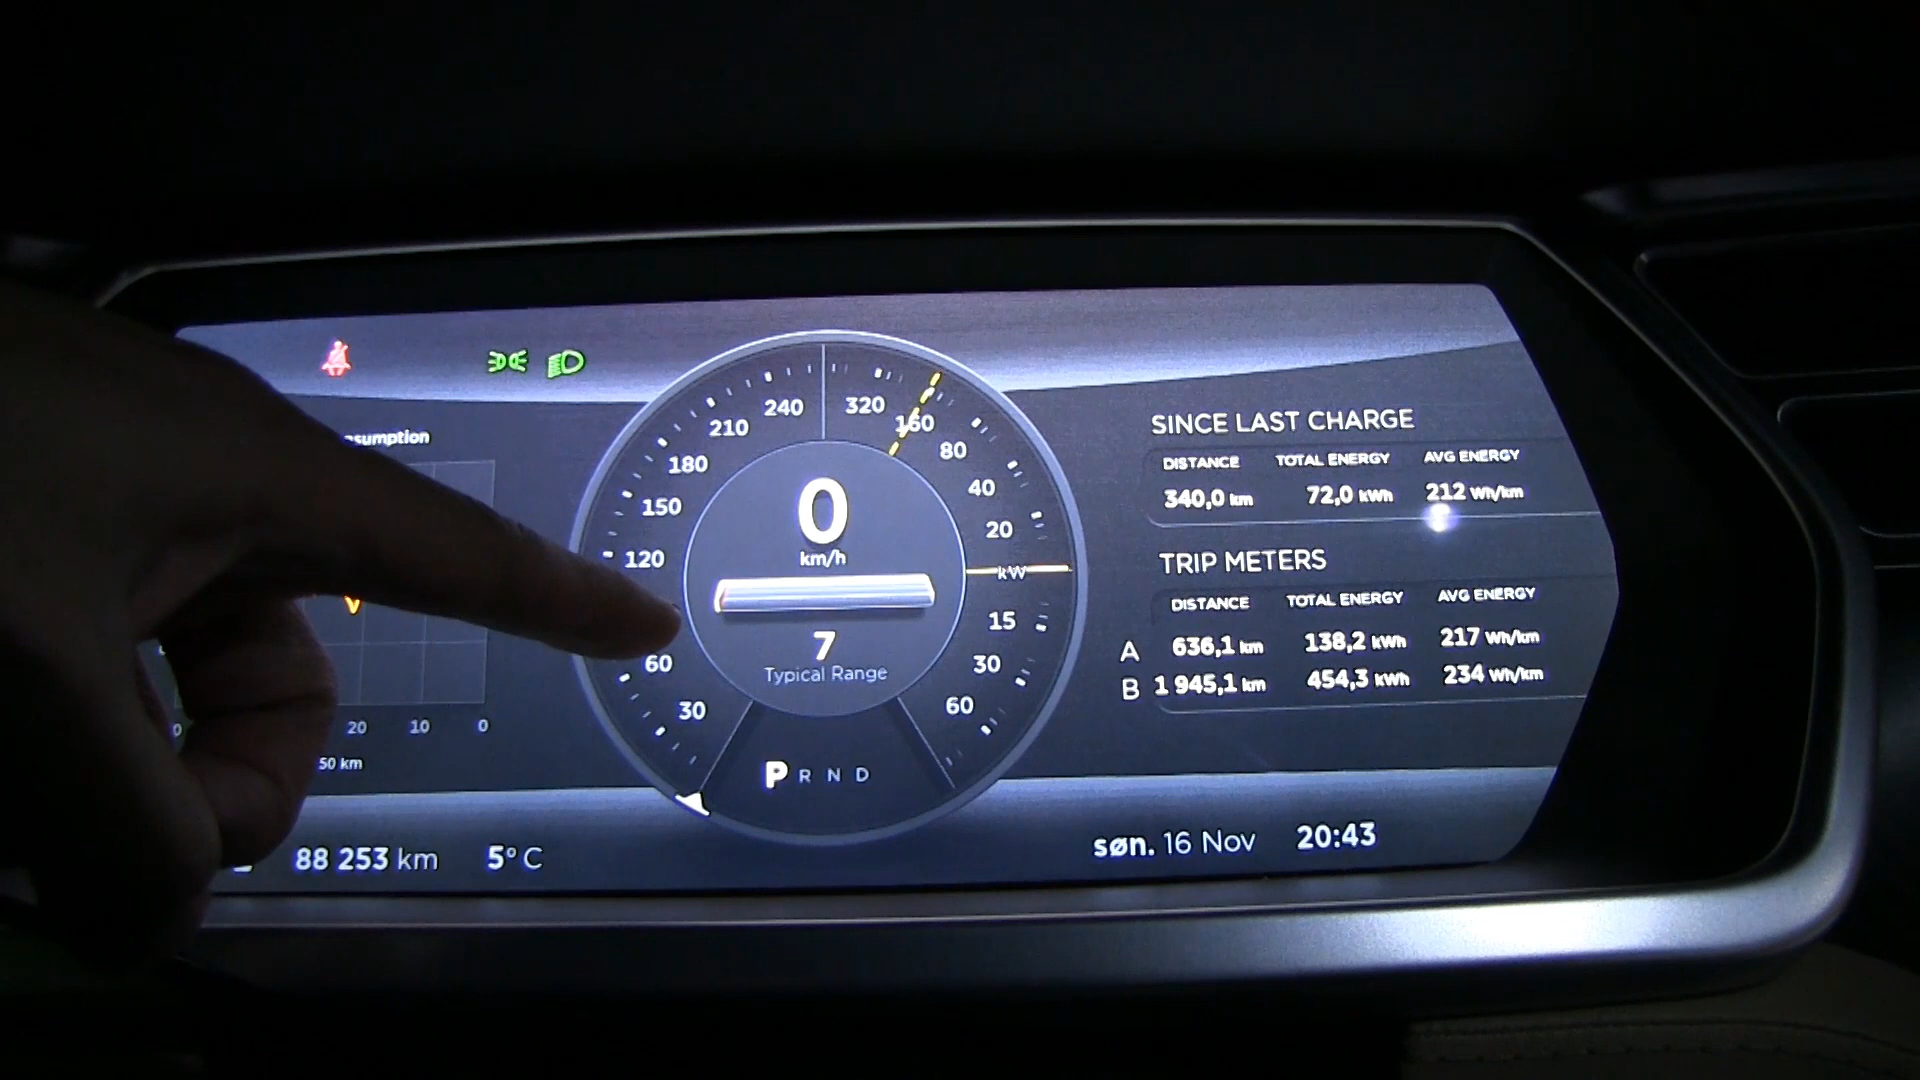 sumption
20 10 0
50 km
240 320
210 160
180 80
150 40
120 20
kW
60 15
30 30
60
0
km/h
7
Typical Range
P R N D
SINCE LAST CHARGE
DISTANCE TOTAL ENERGY AVG ENERGY
340,0 km 72,0 kWh 212 Wh/km
TRIP METERS
DISTANCE TOTAL ENERGY AVG ENERGY
A 636,1 km 138,2 kWh 217 Wh/km
B 1 945,1 km 454,3 kWh 234 Wh/km
88 253 km 5° C søn. 16 Nov 20:43